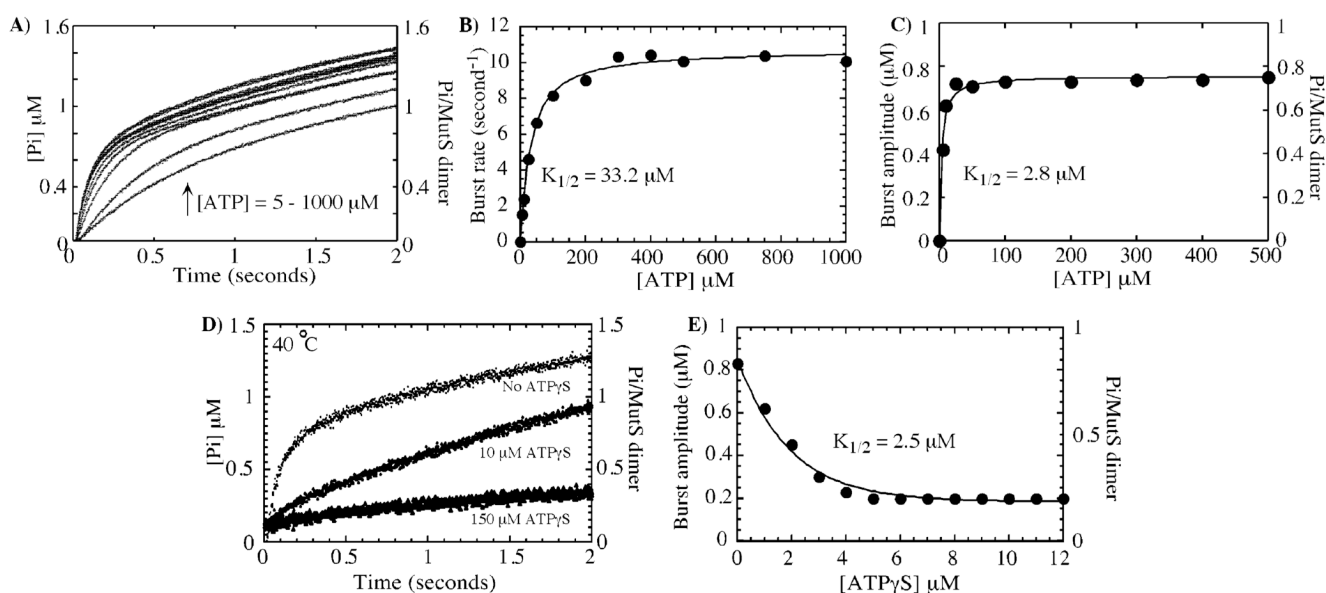 A)
1.6
1
0.4
0
[Pi] µM
0
0.5
1
1.5
2
Time (seconds)
1.6
1
0.4
0
Pi/MutS dimer
[ATP] = 5 - 1000 µM
B)
12
10
8
6
4
2
0
Burst rate (second⁻¹)
K1/2 = 33.2 µM
0
200
400
600
800
1000
[ATP] µM
C)
1
0.8
0.6
0.4
0.2
0
Burst amplitude (µM)
K1/2 = 2.8 µM
0
100
200
300
400
500
[ATP] µM
1
0.8
0.6
0.4
0.2
0
Pi/MutS dimer
D)
40 °C
1.5
1
0.5
0
[Pi] µM
No ATPγS
10 µM ATPγS
150 µM ATPγS
0
0.5
1
1.5
2
Time (seconds)
1.5
1
0.5
0
Pi/MutS dimer
E)
1
0.8
0.6
0.4
0.2
0
Burst amplitude (µM)
K1/2 = 2.5 µM
0
2
4
6
8
10
12
[ATPγS] µM
1
0.5
0
Pi/MutS dimer